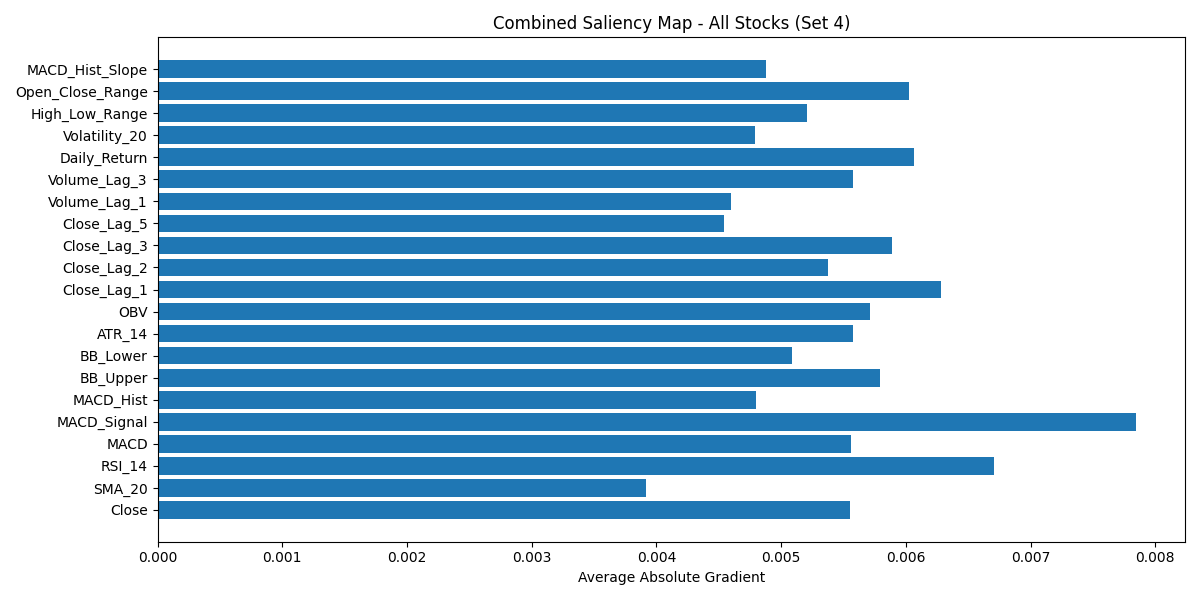 Combined Saliency Map - All Stocks (Set 4)
MACD_Hist_Slope
Open_Close_Range
High_Low_Range
Volatility_20
Daily_Return
Volume_Lag_3
Volume_Lag_1
Close_Lag_5
Close_Lag_3
Close_Lag_2
Close_Lag_1
OBV
ATR_14
BB_Lower
BB_Upper
MACD_Hist
MACD_Signal
MACD
RSI_14
SMA_20
Close
0.000 0.001 0.002 0.003 0.004 0.005 0.006 0.007 0.008
Average Absolute Gradient